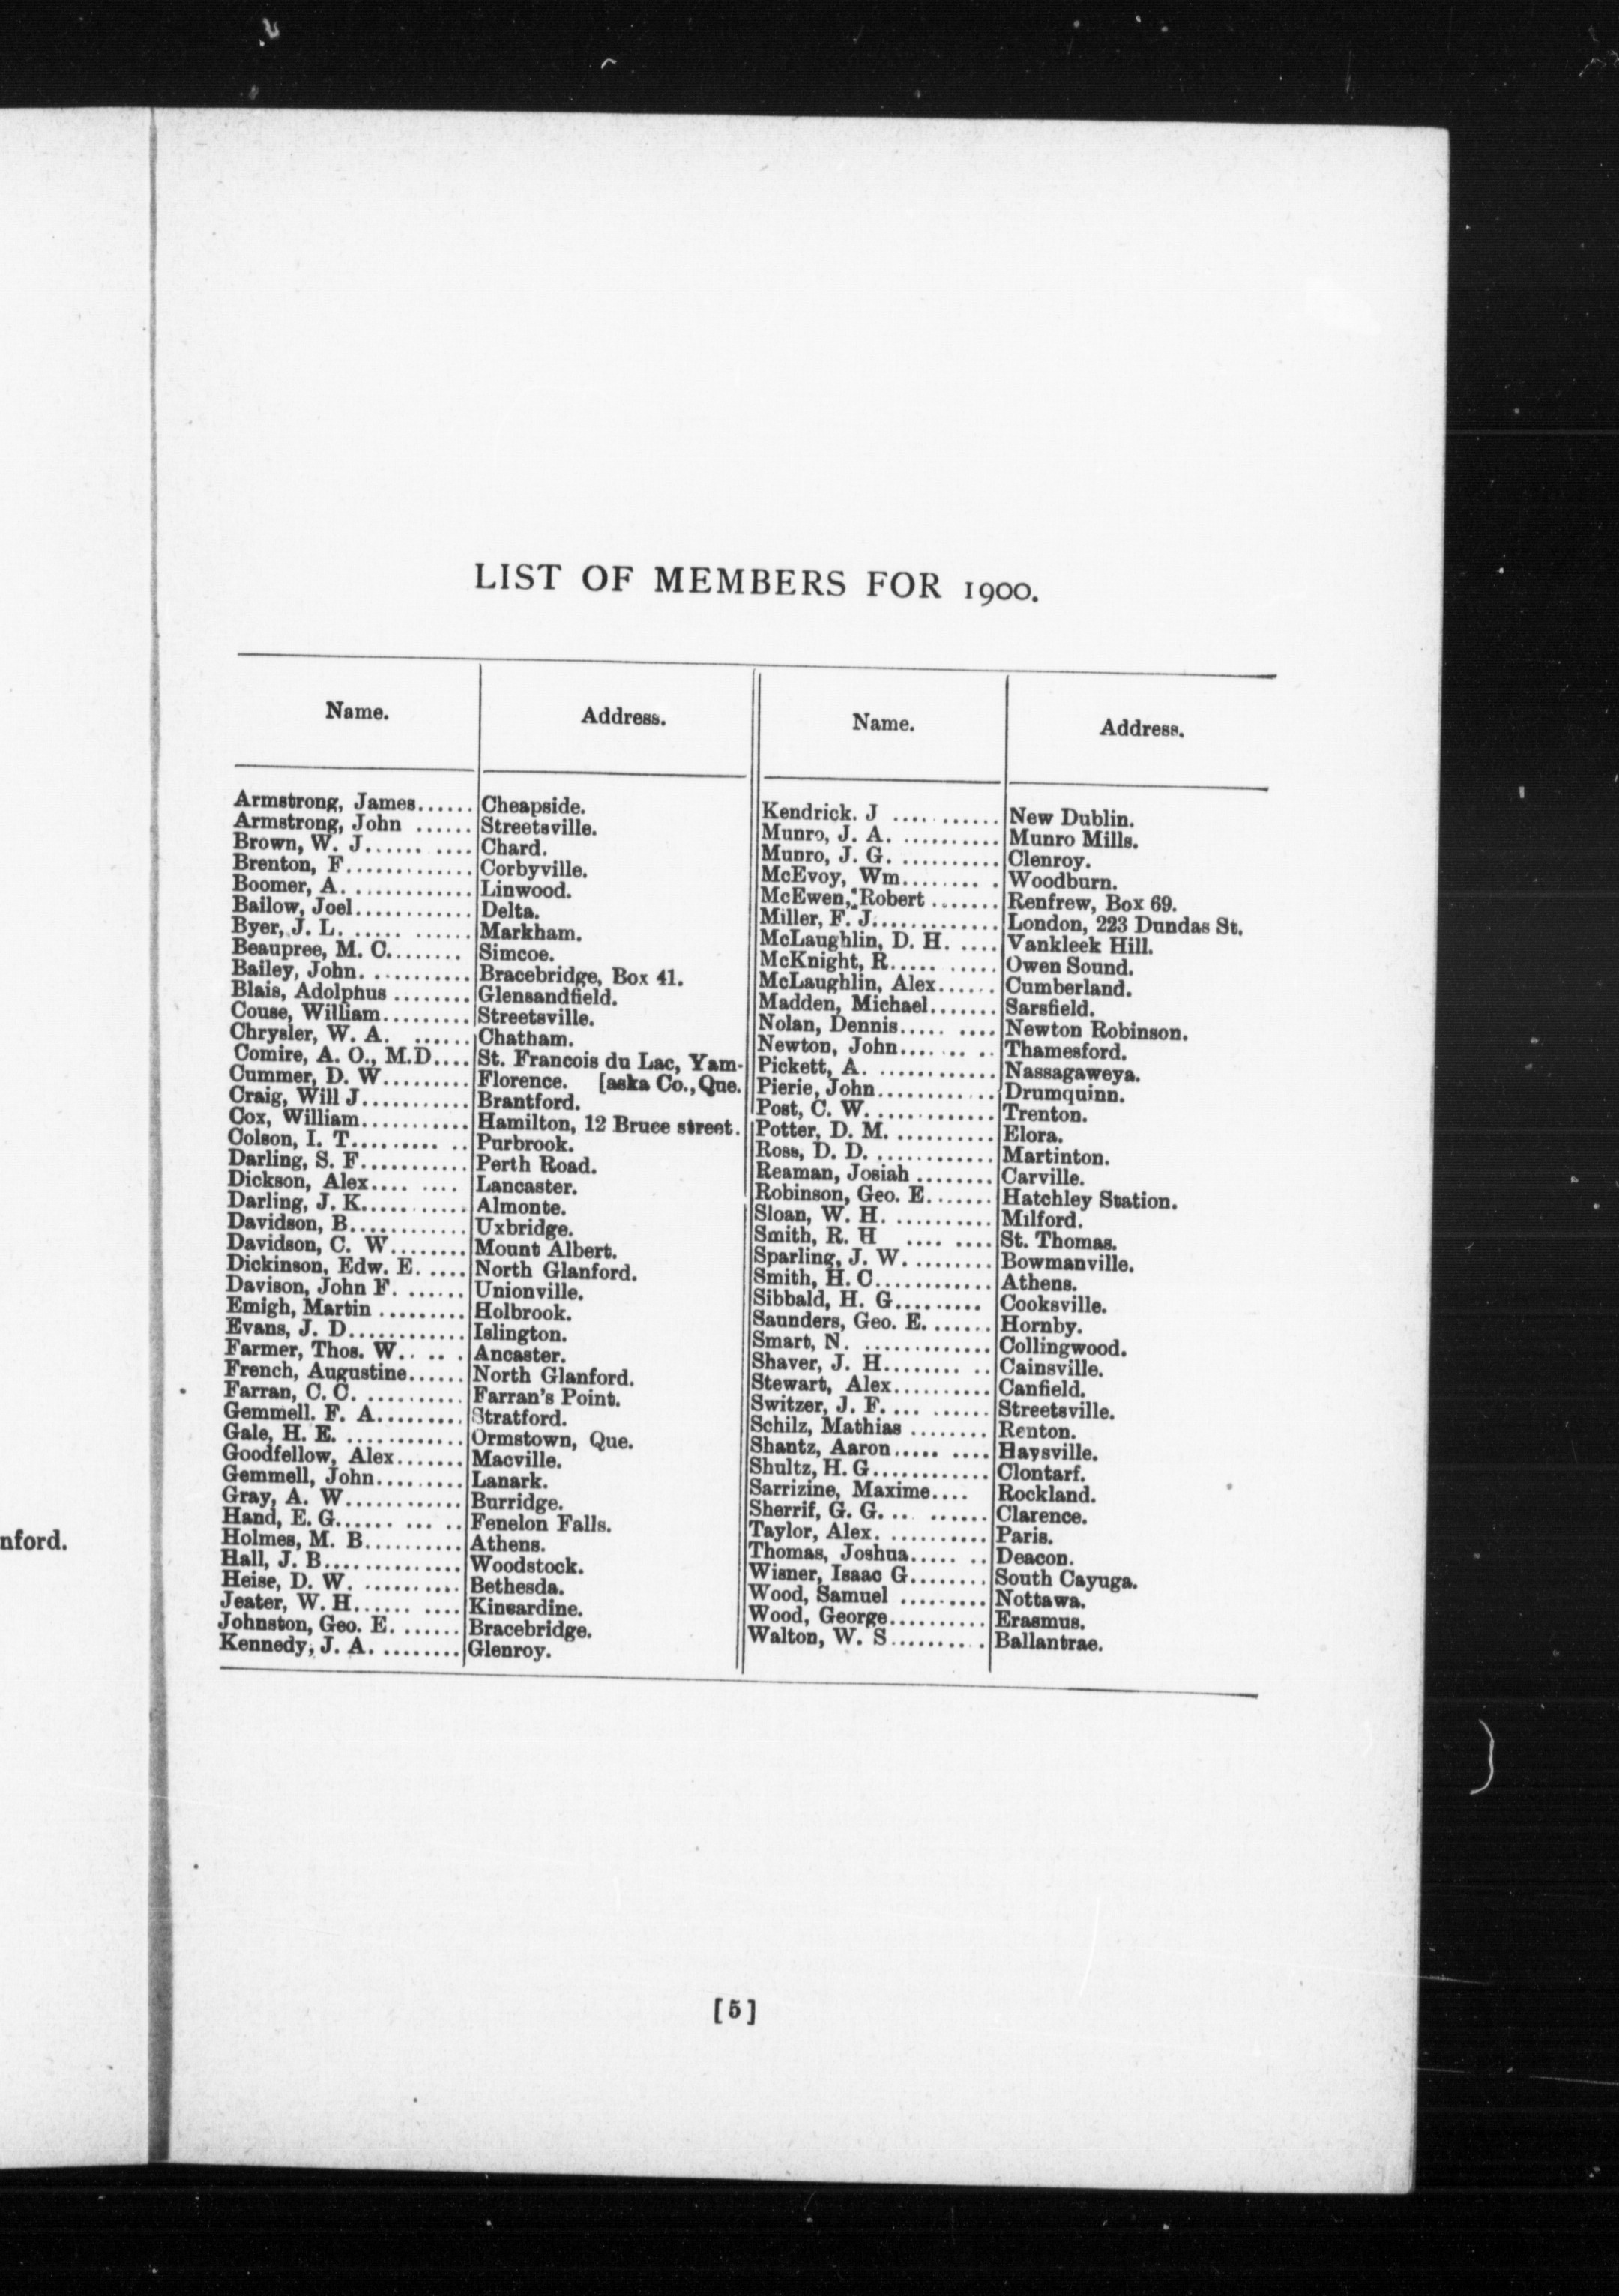 nford.
LIST OF MEMBERS FOR 1900.
Name. Address. Name. Address.
Armstrong, James...... Cheapside.
Armstrong, John ...... Streetsville.
Brown, W. J...... .... Chard.
Brenton, F............. Corbyville.
Boomer, A. ............ Linwood.
Bailow, Joel............ Delta.
Byer, J. L. ..... ...... Markham.
Beaupree, M. C........ Simcoe.
Bailey, John. .......... Bracebridge, Box 41.
Blais, Adolphus ........ Glensandfield.
Couse, William......... Streetsville.
Chrysler, W. A. ...... Chatham.
Comire, A. O., M.D.... St. Francois du Lac, Yam-
Cummer, D. W......... Florence. [aska Co., Que.
Craig, Will J........... Brantford.
Cox, William........... Hamilton, 12 Bruce street.
Colson, I. T......... .. Purbrook.
Darling, S. F........... Perth Road.
Dickson, Alex.... .... Lancaster.
Darling, J. K.......... Almonte.
Davidson, B............ Uxbridge.
Davidson, C. W........ Mount Albert.
Dickinson, Edw. E. .... North Glanford.
Davison, John F. ...... Unionville.
Emigh, Martin ......... Holbrook.
Evans, J. D............ Islington.
Farmer, Thos. W.. .. . Ancaster.
French, Augustine...... North Glanford.
Farran, C. C. .......... Farran's Point.
Gemmell. F. A......... Stratford.
Gale, H. E. ............ Ormstown, Que.
Goodfellow, Alex....... Macville.
Gemmell, John......... Lanark.
Gray, A. W............ Burridge.
Hand, E. G...... ... .. Fenelon Falls.
Holmes, M. B.......... Athens.
Hall, J. B.............. Woodstock.
Heise, D. W. .......... Bethesda.
Jeater, W. H...... .... Kincardine.
Johnston, Geo. E. ...... Bracebridge.
Kennedy, J. A. ........ Glenroy.
Kendrick. J .... ...... New Dublin.
Munro, J. A. .......... Munro Mills.
Munro, J. G. .......... Clenroy.
McEvoy, Wm........ . Woodburn.
McEwen, Robert ....... Renfrew, Box 69.
Miller, F. J............. London, 223 Dundas St.
McLaughlin, D. H. .... Vankleek Hill.
McKnight, R..... ..... Owen Sound.
McLaughlin, Alex...... Cumberland.
Madden, Michael....... Sarsfield.
Nolan, Dennis..... .... Newton Robinson.
Newton, John....... . Thamesford.
Pickett, A. ............ Nassagaweya.
Pierie, John............ Drumquinn.
Post, C. W. ............ Trenton.
Potter, D. M. .......... Elora.
Ross, D. D. ............ Martinton.
Reaman, Josiah ........ Carville.
Robinson, Geo. E....... Hatchley Station.
Sloan, W. H. .......... Milford.
Smith, R. H .... .... St. Thomas.
Sparling, J. W. ........ Bowmanville.
Smith, H. C............ Athens.
Sibbald, H. G......... Cooksville.
Saunders, Geo. E. ...... Hornby.
Smart, N. ............. Collingwood.
Shaver, J. H........ .. Cainsville.
Stewart, Alex.......... Canfield.
Switzer, J. F. ... ...... Streetsville.
Schilz, Mathias ........ Renton.
Shantz, Aaron..... .... Haysville.
Shultz, H. G............ Clontarf.
Sarrizine, Maxime.... Rockland.
Sherrif, G. G. .. ...... Clarence.
Taylor, Alex. .......... Paris.
Thomas, Joshua..... .. Deacon.
Wisner, Isaac G........ South Cayuga.
Wood, Samuel ......... Nottawa.
Wood, George.......... Erasmus.
Walton, W. S.......... Ballantrae.
[5]